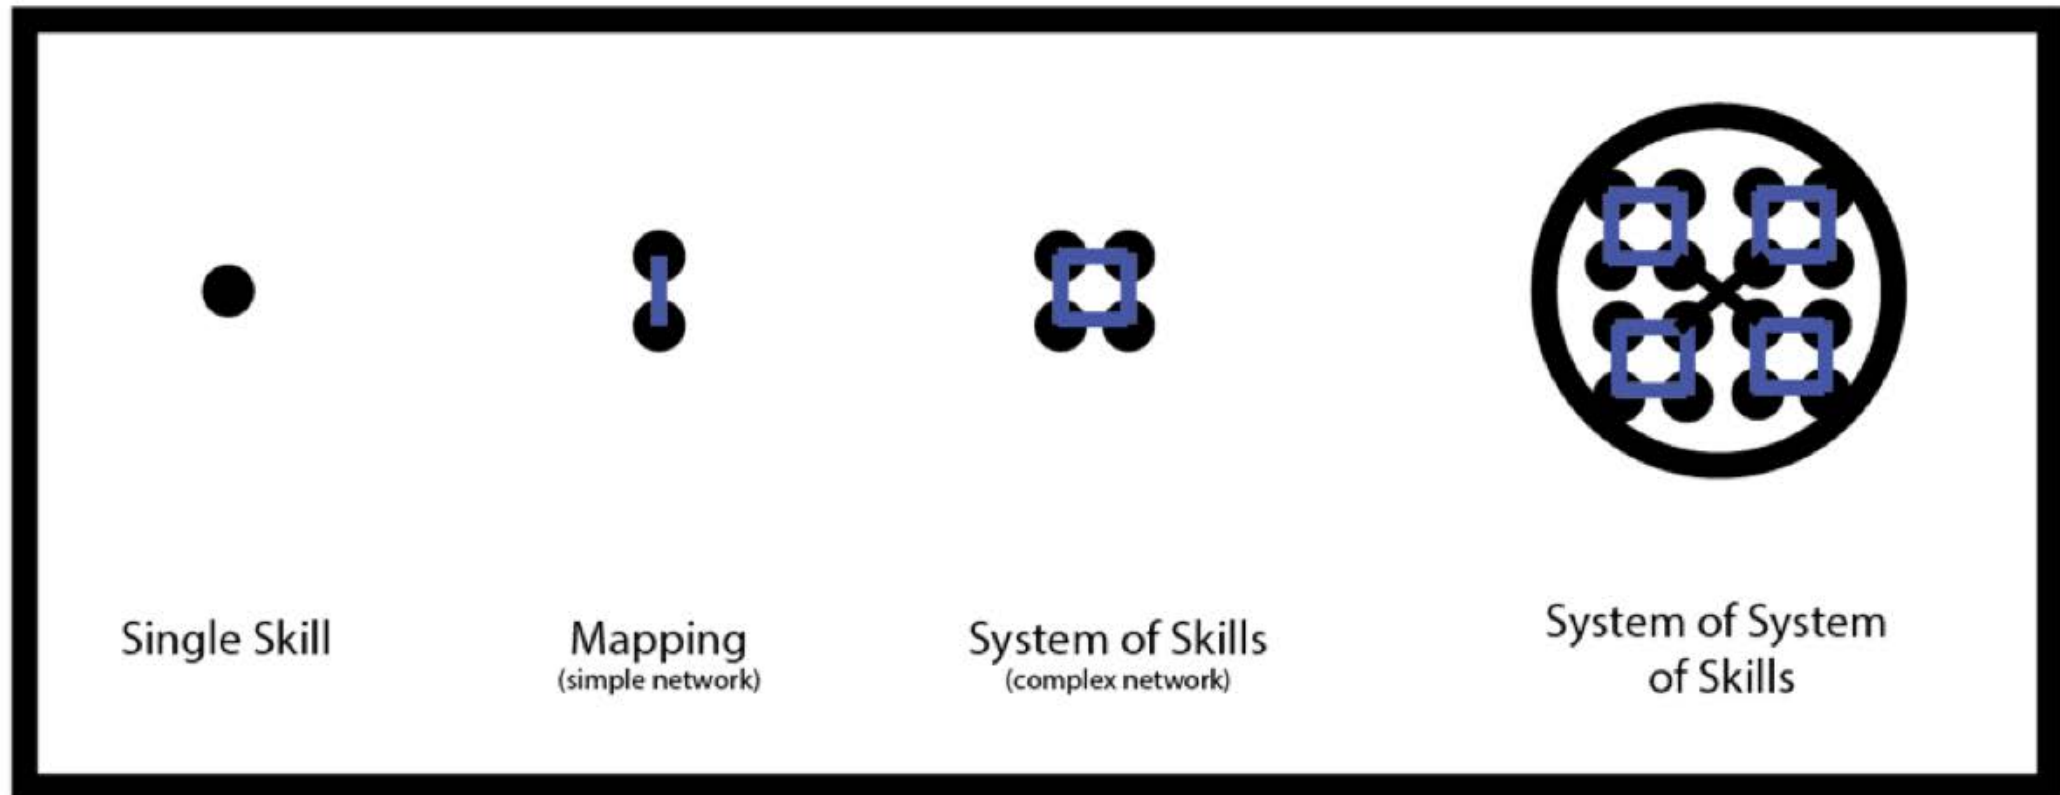 Single Skill
Mapping
(simple network)
System of Skills
(complex network)
System of System
of Skills